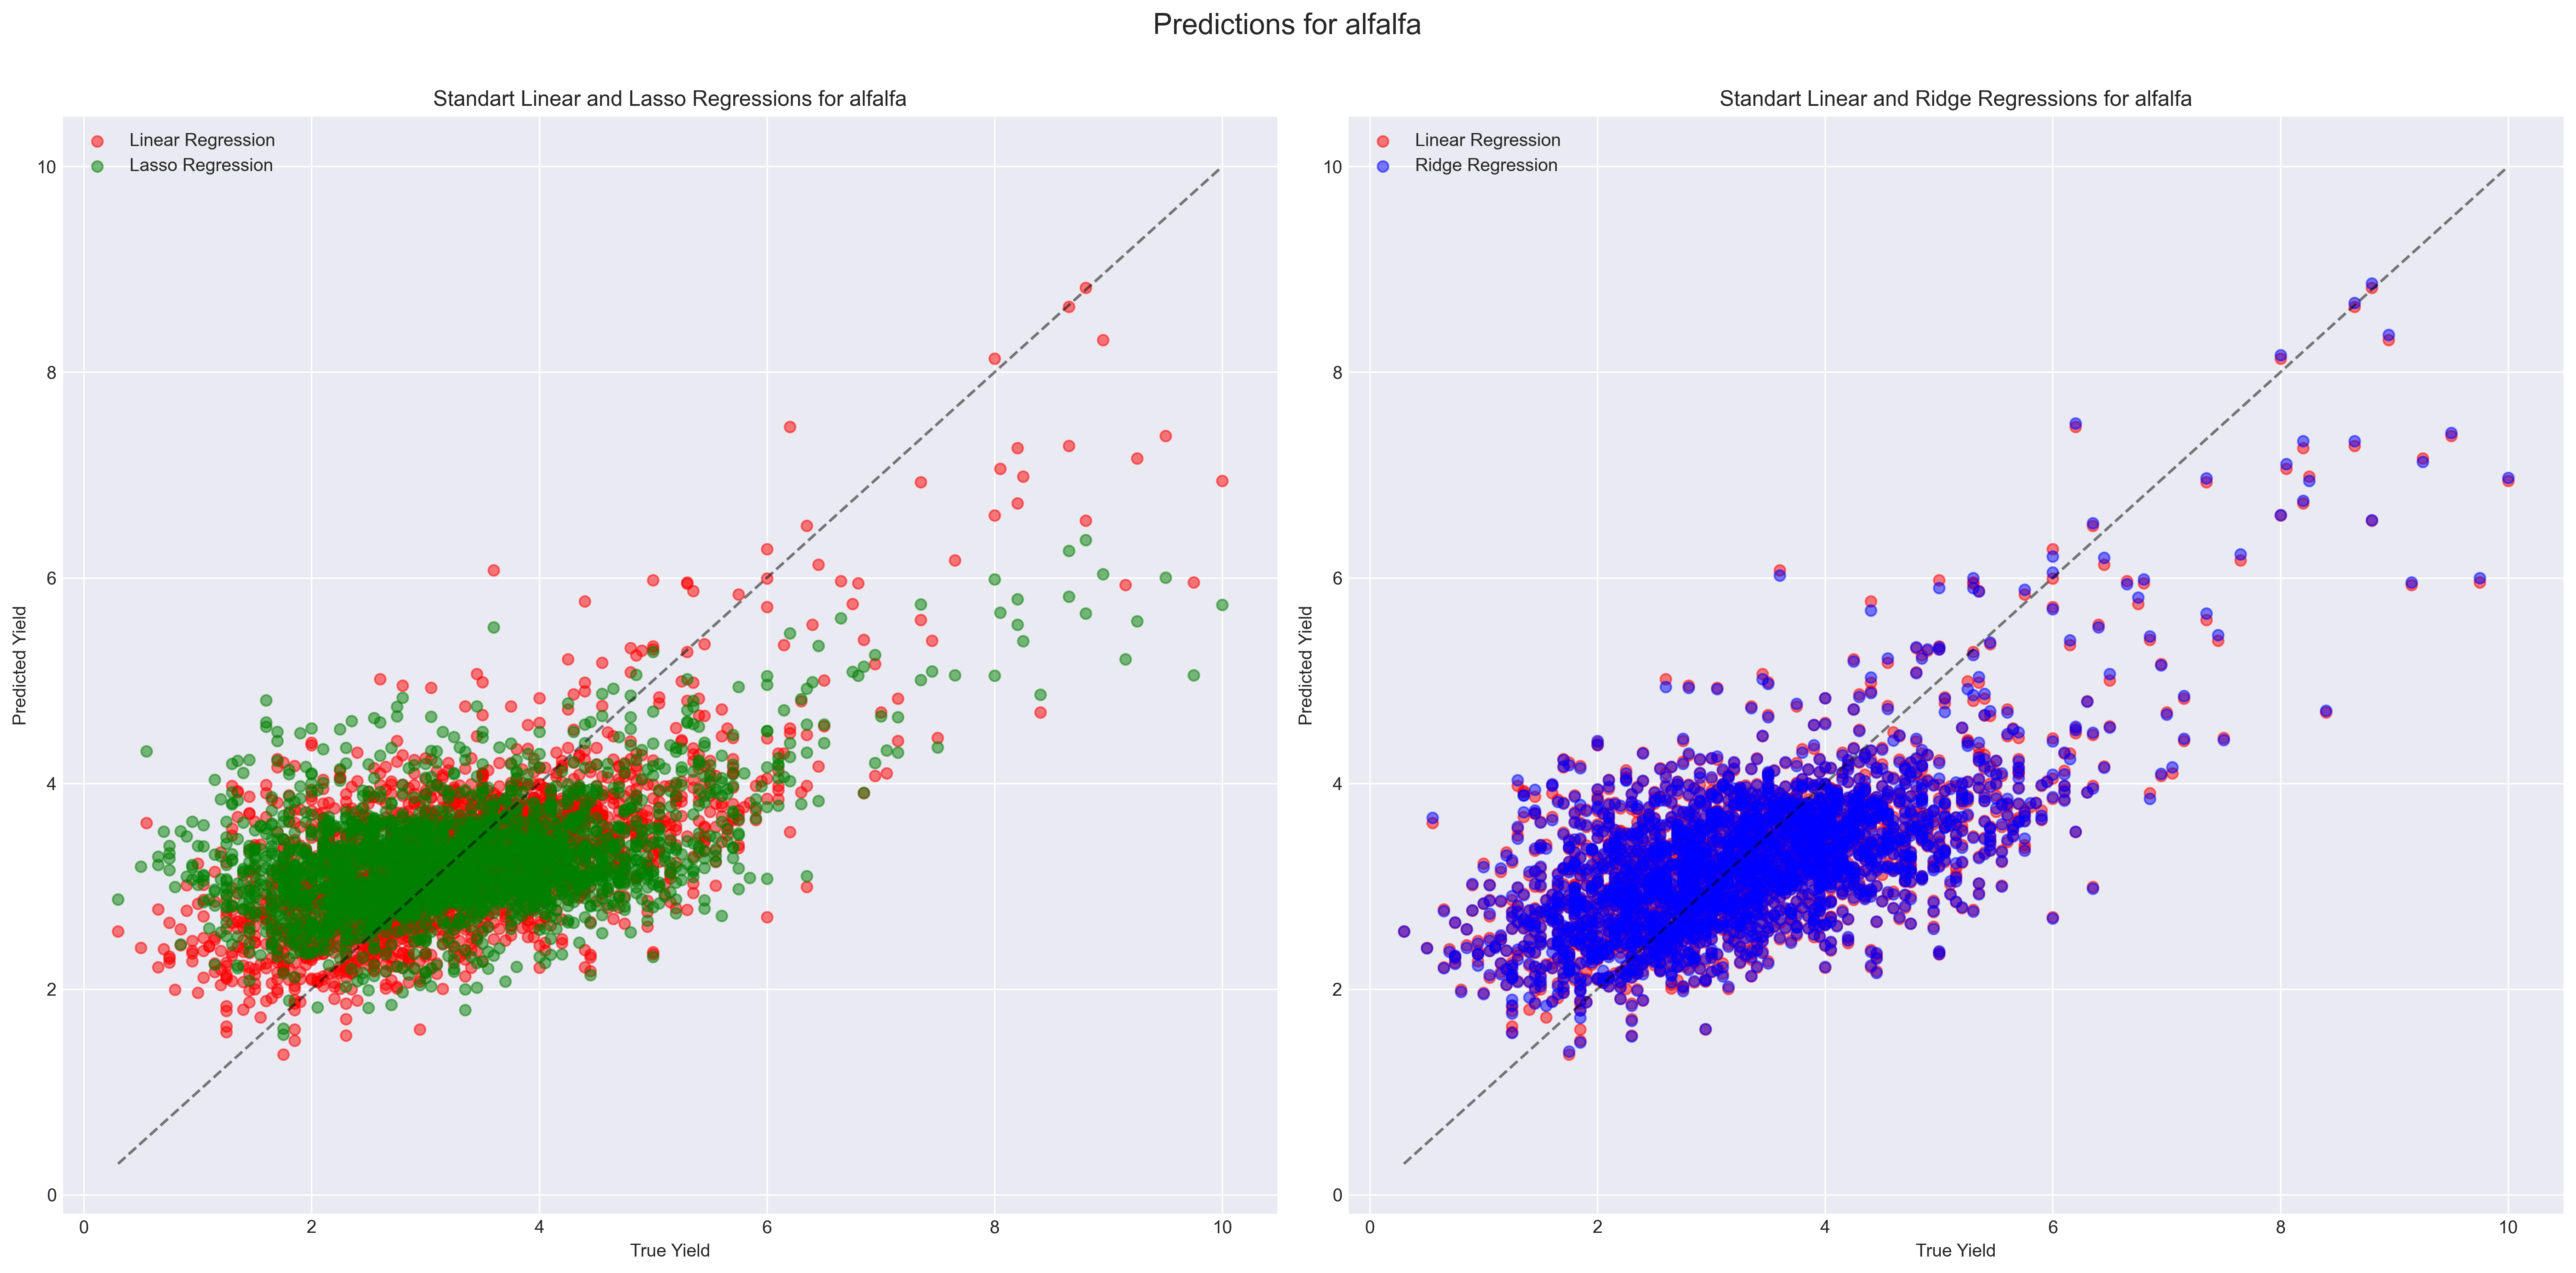 Predictions for alfalfa
Standart Linear and Lasso Regressions for alfalfa
Linear Regression
Lasso Regression
10
8
6
4
2
0
Predicted Yield
0 2 4 6 8 10
True Yield
Standart Linear and Ridge Regressions for alfalfa
Linear Regression
Ridge Regression
10
8
6
4
2
0
Predicted Yield
0 2 4 6 8 10
True Yield